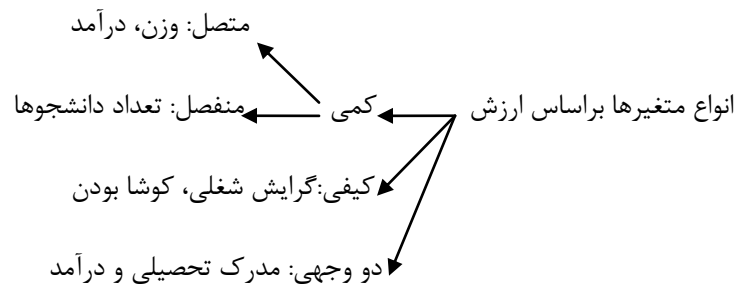 متصل: وزن، درآمد
انواع متغیرها براساس ارزش کمی منفصل: تعداد دانشجوها
کیفی:گرایش شغلی، کوشا بودن
دو وجهی: مدرک تحصیلی و درآمد